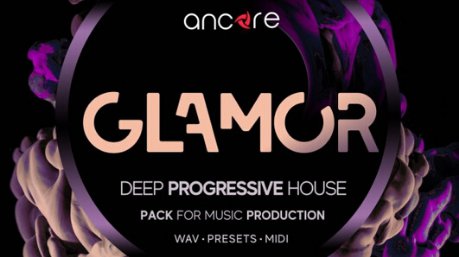 ancore
GLAMOR
DEEP PROGRESSIVE HOUSE
PACK FOR MUSIC PRODUCTION
WAV • PRESETS • MIDI